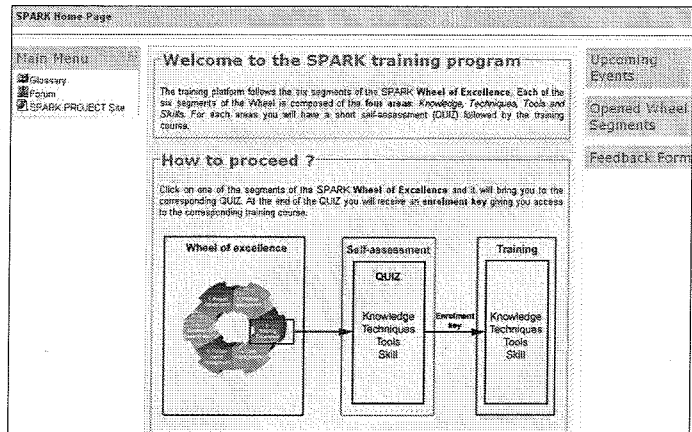 SPARK Home Page
Main Menu
Glossary
Forum
SPARK PROJECT Site
Welcome to the SPARK training program
The training platform follows the six segments of the SPARK Wheel of Excellence. Each of the
six segments of the Wheel is composed of the four areas: Knowledge, Techniques, Tools and
Skills. For each areas you will have a short self-assessment (QUIZ) followed by the training
course.
How to proceed ?
Click on one of the segments of the SPARK Wheel of Excellence and it will bring you to the
corresponding QUIZ. At the end of the QUIZ you will receive an enrolment key giving you access
to the corresponding training course.
Wheel of excellence
Self-assessment
QUIZ
Knowledge
Techniques
Tools
Skill
Enrolment
key
Training
Knowledge
Techniques
Tools
Skill
Upcoming
Events
Opened Wheel
Segments
Feedback Form